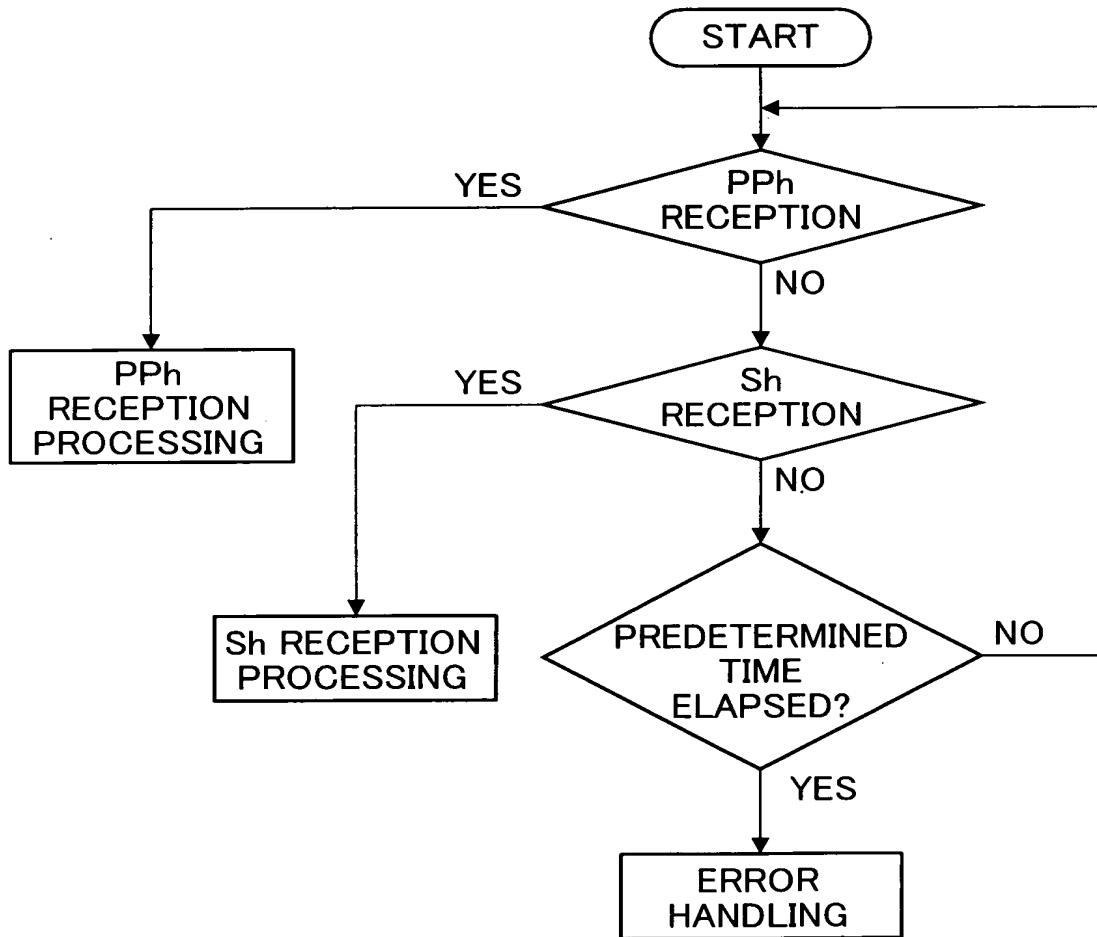 START
YES
PPh
RECEPTION
NO
PPh
RECEPTION
PROCESSING
YES
Sh
RECEPTION
NO
Sh RECEPTION
PROCESSING
PREDETERMINED
TIME
ELAPSED?
NO
YES
ERROR
HANDLING